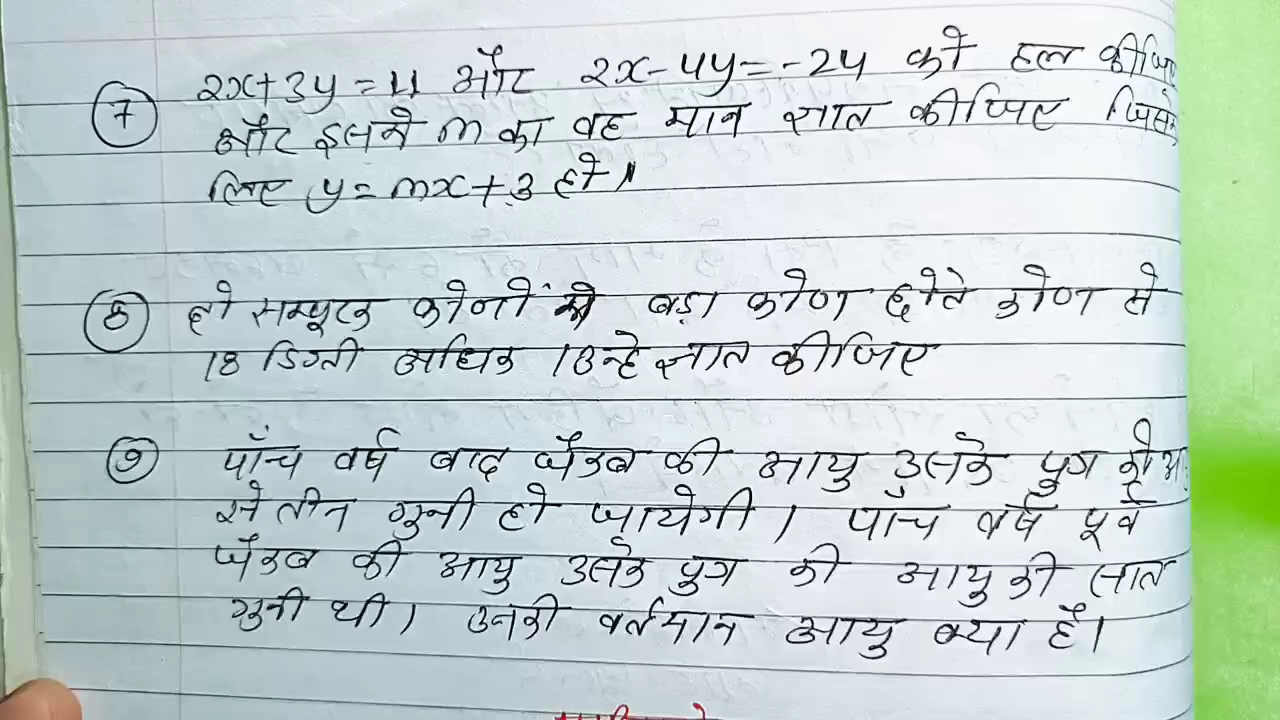 7 2x+3y=11 और 2x-4y=-24 को हल कीजिए
और इससे m का वह मान ज्ञात कीजिए जिसके
लिए y=mx+3 हो।
8 दो सम्पूरक कोनों में बड़ा कोण छोटे कोण से
18 डिग्री अधिक । उन्हे ज्ञात कीजिए
9 पाँच वर्ष बाद जैकब की आयु उसके पुत्र की
से तीन गुनी हो जायेगी। पाँच वर्ष पूर्व
जैकब की आयु उसके पुत्र की आयु की सात
गुनी थी। उनकी वर्तमान आयु क्या है।